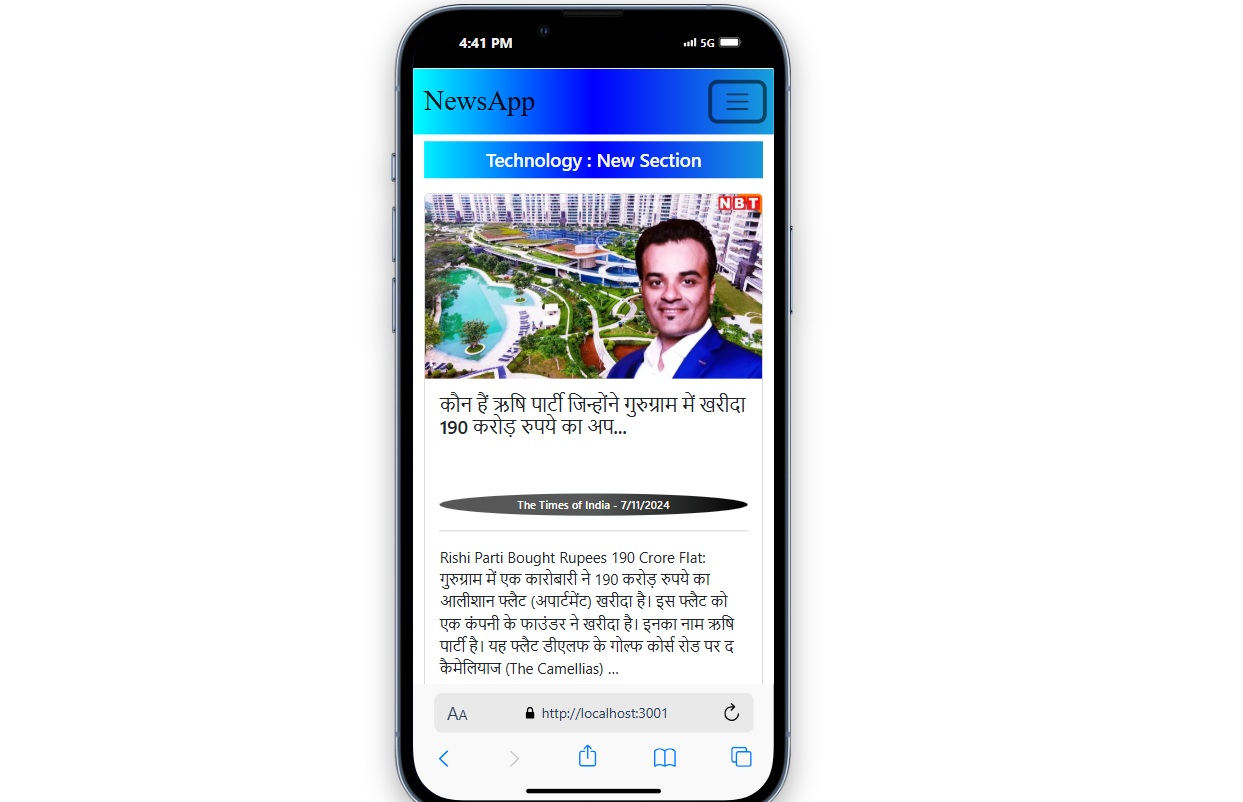 4:41 PM
5G
NewsApp
Technology : New Section
NBT
कौन हैं ऋषि पार्टी जिन्होंने गुरुग्राम में खरीदा
190 करोड़ रुपये का अप...
The Times of India - 7/11/2024
Rishi Parti Bought Rupees 190 Crore Flat:
गुरुग्राम में एक कारोबारी ने 190 करोड़ रुपये का
आलीशान फ्लैट (अपार्टमेंट) खरीदा है। इस फ्लैट को
एक कंपनी के फाउंडर ने खरीदा है। इनका नाम ऋषि
पार्टी है। यह फ्लैट डीएलफ के गोल्फ कोर्स रोड पर द
कैमेलियाज (The Camellias) ...
AA
http://localhost:3001